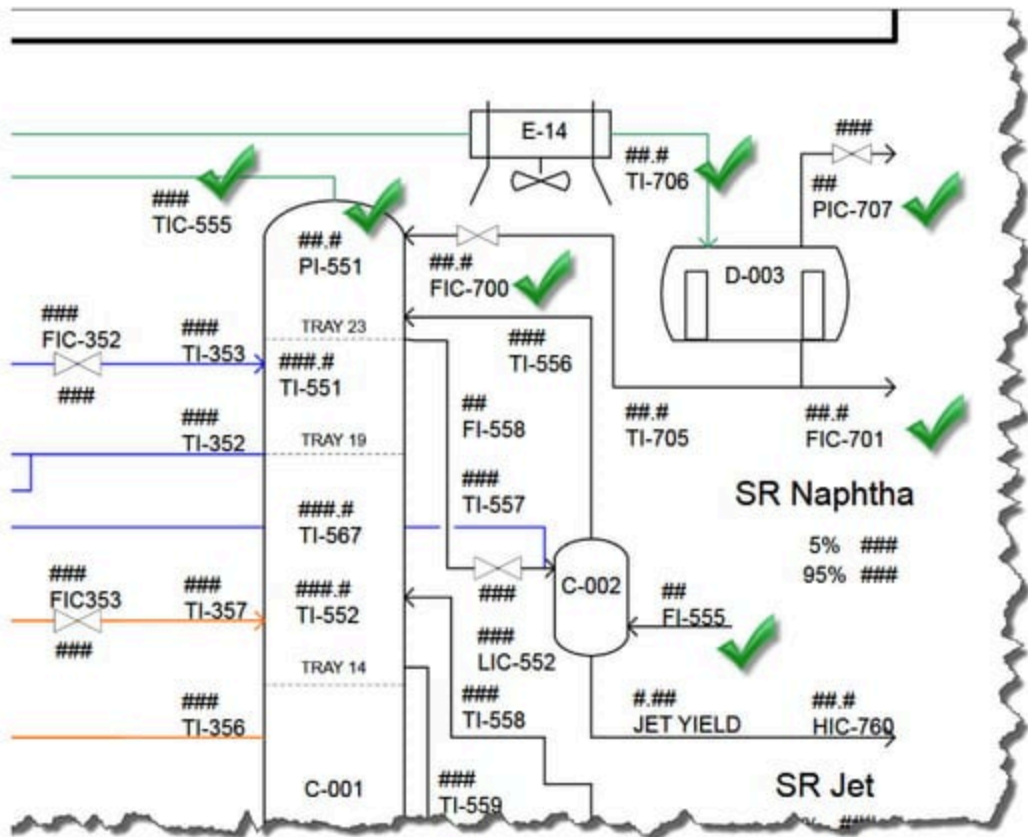 E-14
###
##.#
TI-706
##
PIC-707
###
TIC-555
##.#
PI-551
##.#
FIC-700
D-003
###
FIC-352
###
TI-353
###
TRAY 23
###.#
TI-551
###
TI-556
##
FI-558
##.#
TI-705
##.#
FIC-701
###
TI-352
TRAY 19
###
TI-557
SR Naphtha
5% ###
95% ###
###.#
TI-567
###
FIC353
###
TI-357
###
###.#
TI-552
###
C-002
##
FI-555
###
LIC-552
TRAY 14
###
TI-356
###
TI-558
#.##
JET YIELD
##.#
HIC-760
SR Jet
C-001
###
TI-559